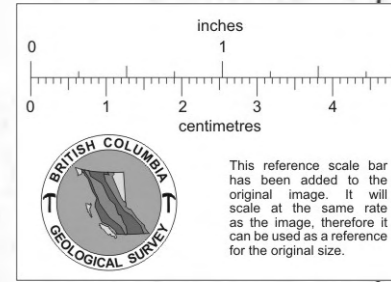 inches
0 1
0 1 2 3 4
centimetres
BRITISH COLUMBIA
GEOLOGICAL SURVEY
This reference scale bar
has been added to the
original image. It will
scale at the same rate
as the image, therefore it
can be used as a reference
for the original size.